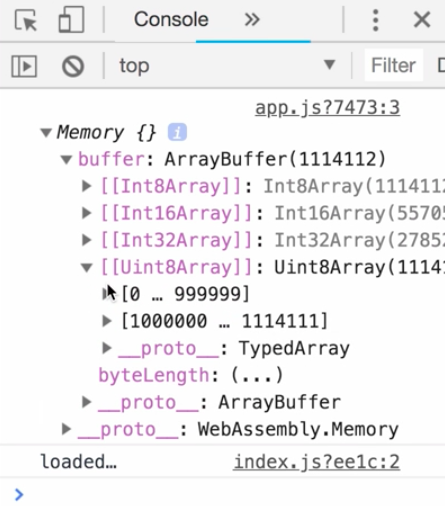 Console »
top Filter
app.js?7473:3
Memory {} i
buffer: ArrayBuffer(1114112)
[[Int8Array]]: Int8Array(1114112
[[Int16Array]]: Int16Array(55705
[[Int32Array]]: Int32Array(27852
[[Uint8Array]]: Uint8Array(1114
[0 … 999999]
[1000000 … 1114111]
__proto__: TypedArray
byteLength: (...)
__proto__: ArrayBuffer
__proto__: WebAssembly.Memory
loaded… index.js?ee1c:2